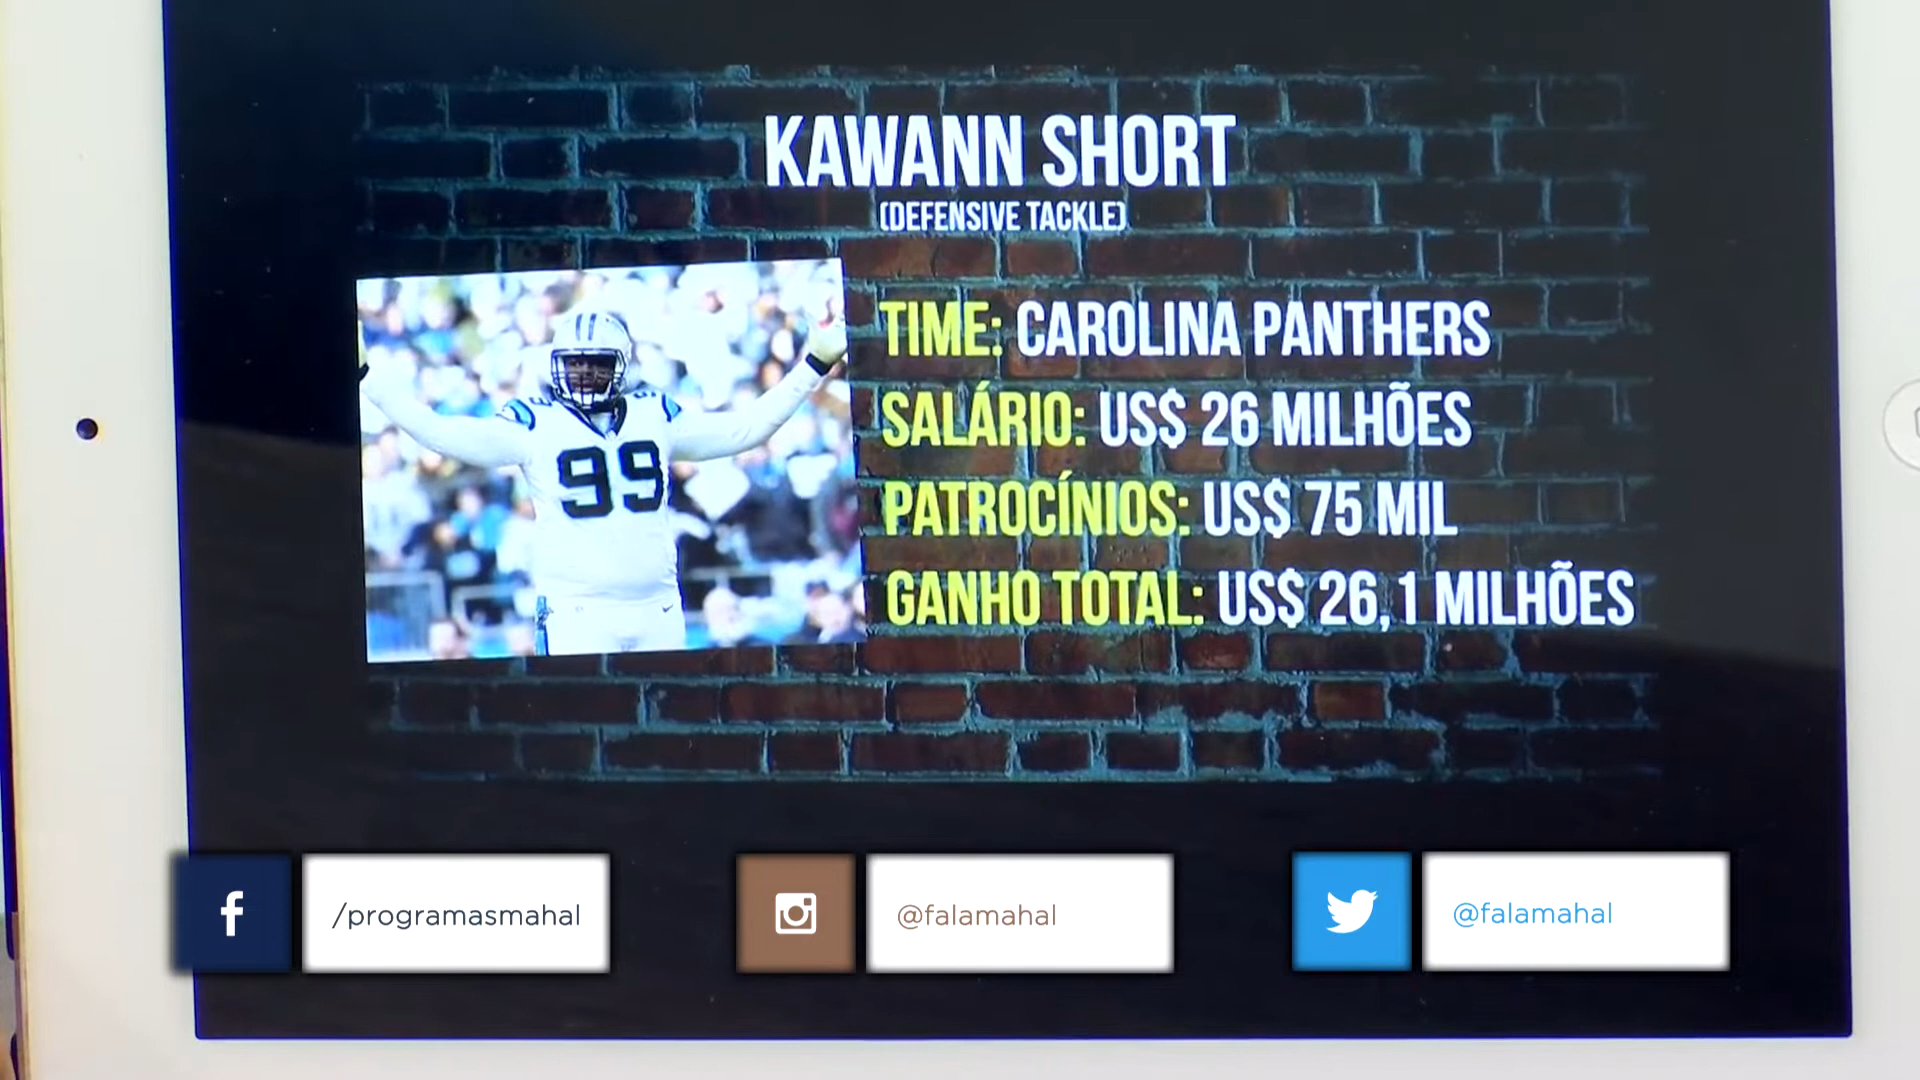 KAWANN SHORT
(DEFENSIVE TACKLE)
TIME: CAROLINA PANTHERS
SALÁRIO: US$ 26 MILHÕES
PATROCÍNIOS: US$ 75 MIL
GANHO TOTAL: US$ 26,1 MILHÕES
99
/programasmahal
@falamahal
@falamahal